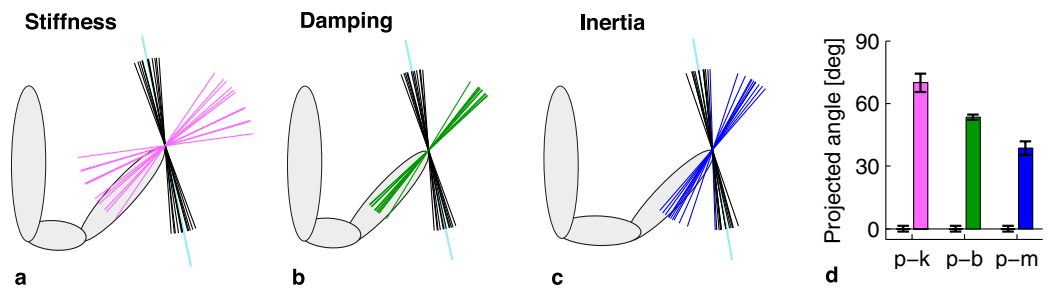 Stiffness
Damping
Inertia
a
b
c
d
Projected angle [deg]
90
60
30
0
p–k
p–b
p–m